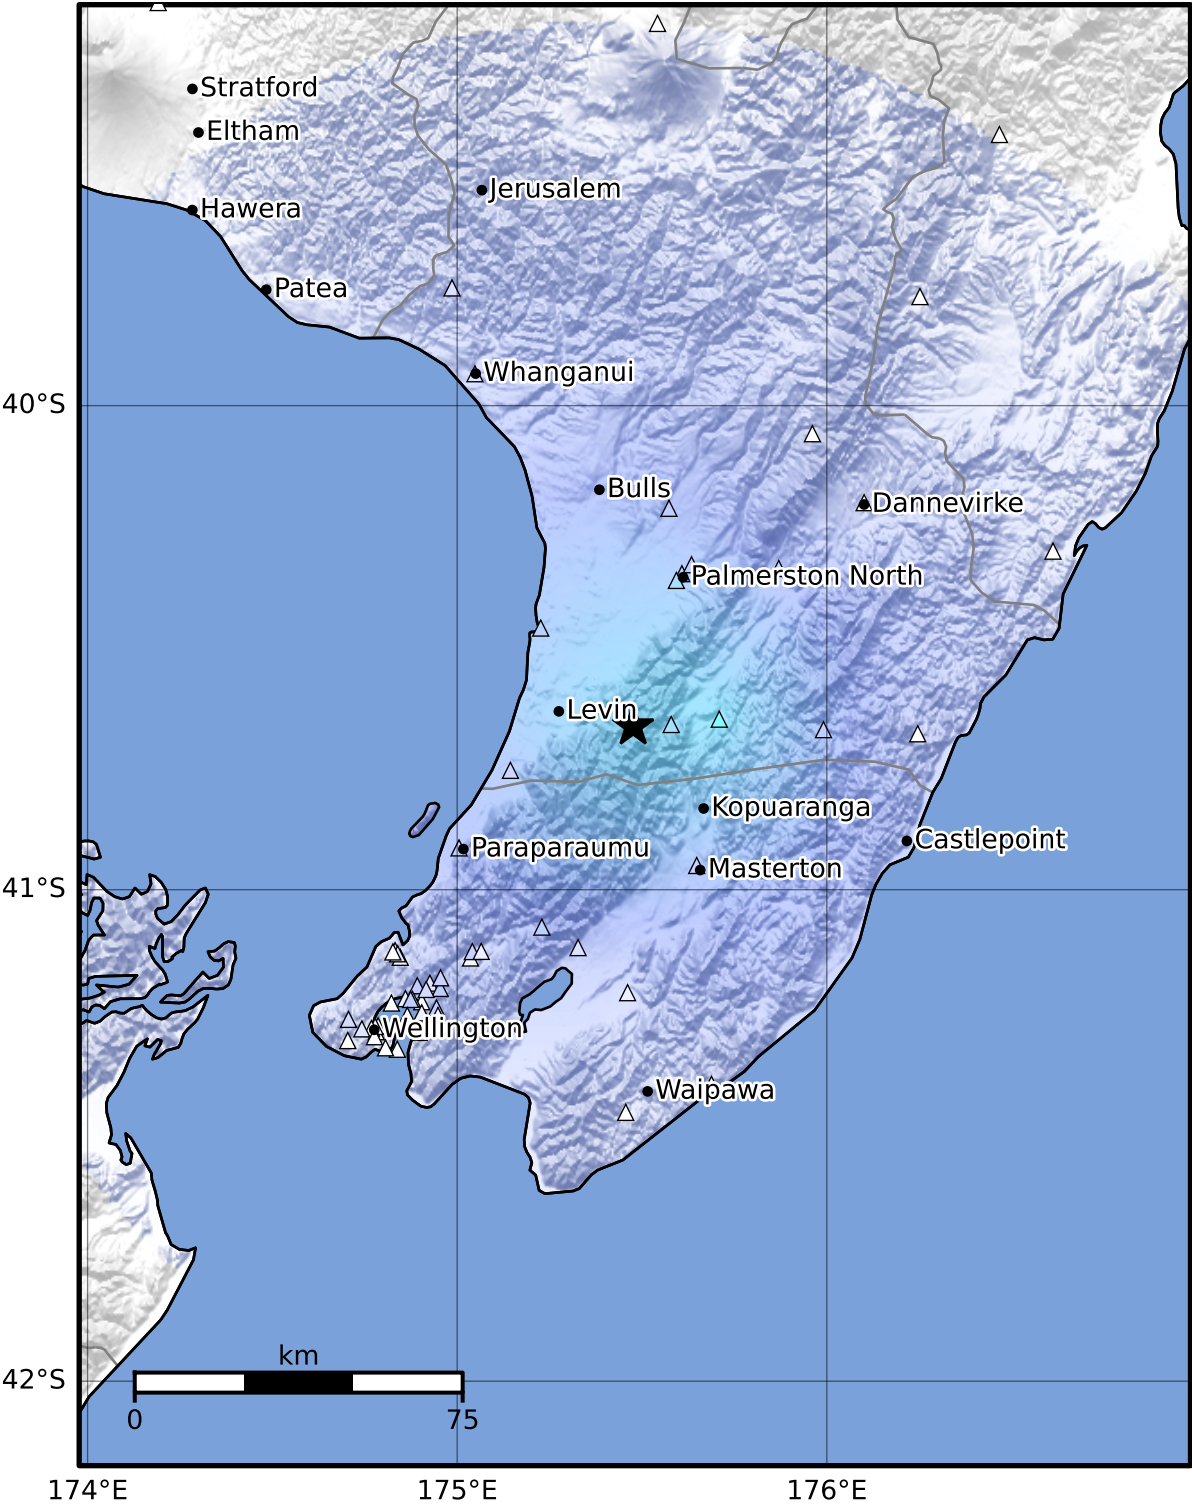 Stratford
Eltham
Jerusalem
Hawera
Patea
Whanganui
40°S
Bulls
Dannevirke
Palmerston North
Levin
Kopuaranga
Castlepoint
Paraparaumu
Masterton
41°S
Wellington
Waipawa
km
42°S
0
75
174°E
175°E
176°E